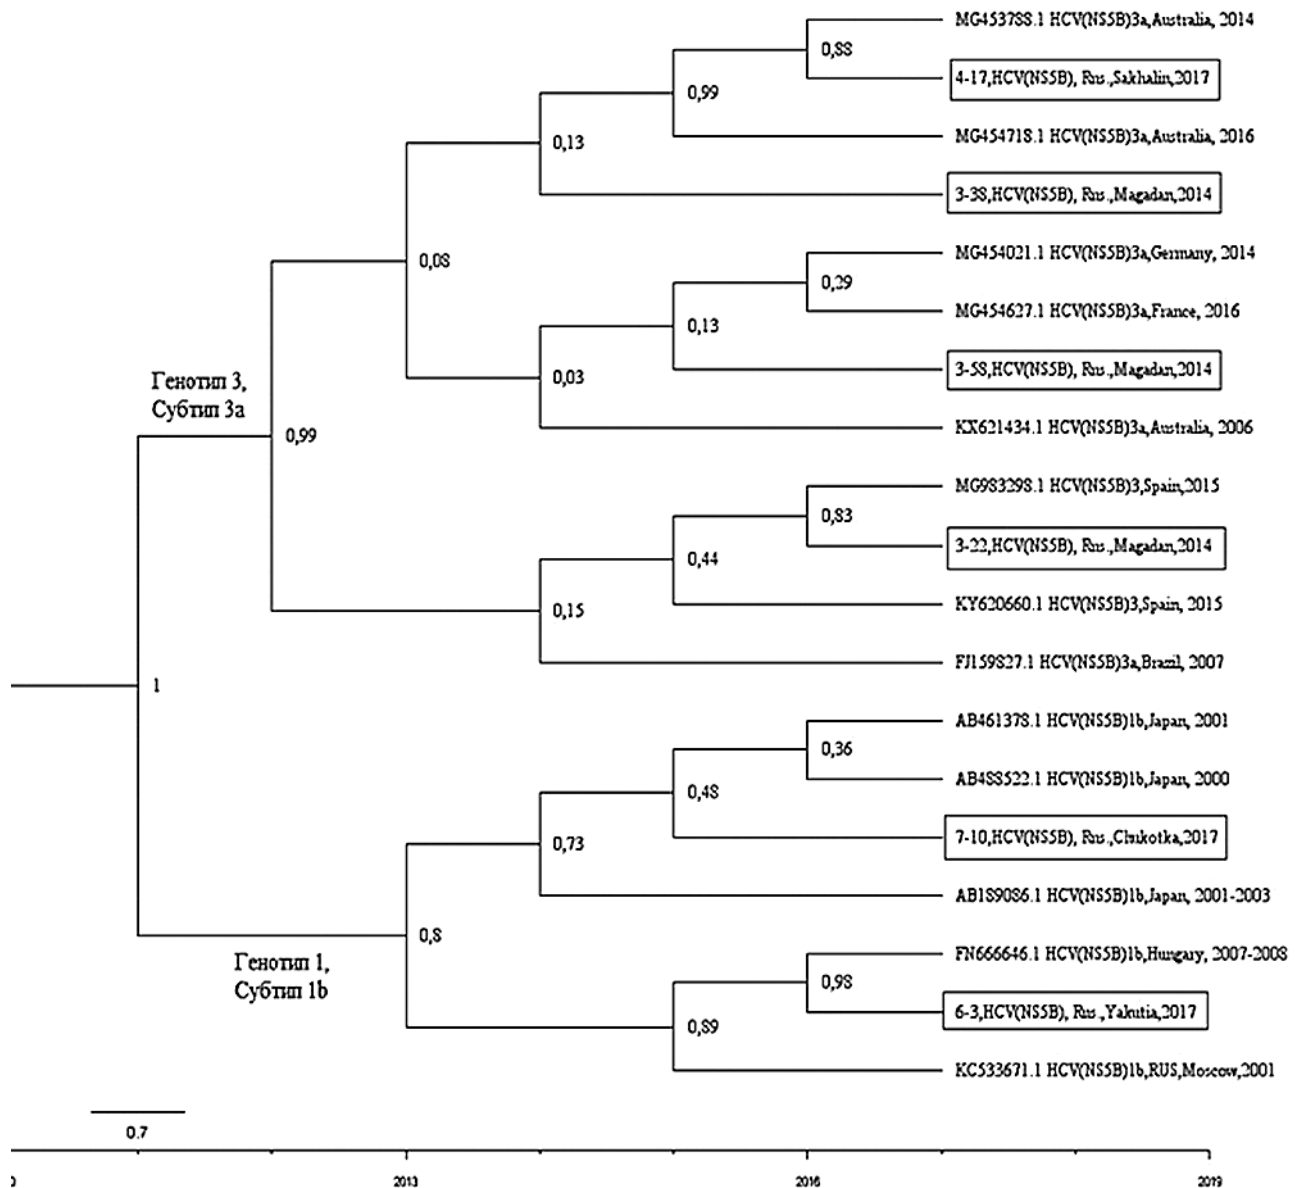 MG453788.1 HCV(NS5B)3a,Australia, 2014
0,88
4-17,HCV(NS5B), Rus.,Sakhalin,2017
0,99
MG454718.1 HCV(NS5B)3a,Australia, 2016
0,13
3-38,HCV(NS5B), Rus.,Magadan,2014
0,08
MG454021.1 HCV(NS5B)3a,Germany, 2014
0,29
MG454627.1 HCV(NS5B)3a,France, 2016
0,13
3-58,HCV(NS5B), Rus.,Magadan,2014
0,03
Генотип 3,
Субтип 3а
KX621434.1 HCV(NS5B)3a,Australia, 2006
0,99
MG983298.1 HCV(NS5B)3,Spain,2015
0,83
3-22,HCV(NS5B), Rus.,Magadan,2014
0,44
KY620660.1 HCV(NS5B)3,Spain, 2015
0,15
FJ159827.1 HCV(NS5B)3a,Brazil, 2007
1
AB461378.1 HCV(NS5B)1b,Japan, 2001
0,36
AB488522.1 HCV(NS5B)1b,Japan, 2000
0,48
7-10,HCV(NS5B), Rus.,Chukotka,2017
0,73
AB189086.1 HCV(NS5B)1b,Japan, 2001-2003
0,8
Генотип 1,
Субтип 1b
FN666646.1 HCV(NS5B)1b,Hungary, 2007-2008
0,98
6-3,HCV(NS5B), Rus.,Yakutia,2017
0,89
KC533671.1 HCV(NS5B)1b,RUS,Moscow,2001
0.7
2013
2016
2019